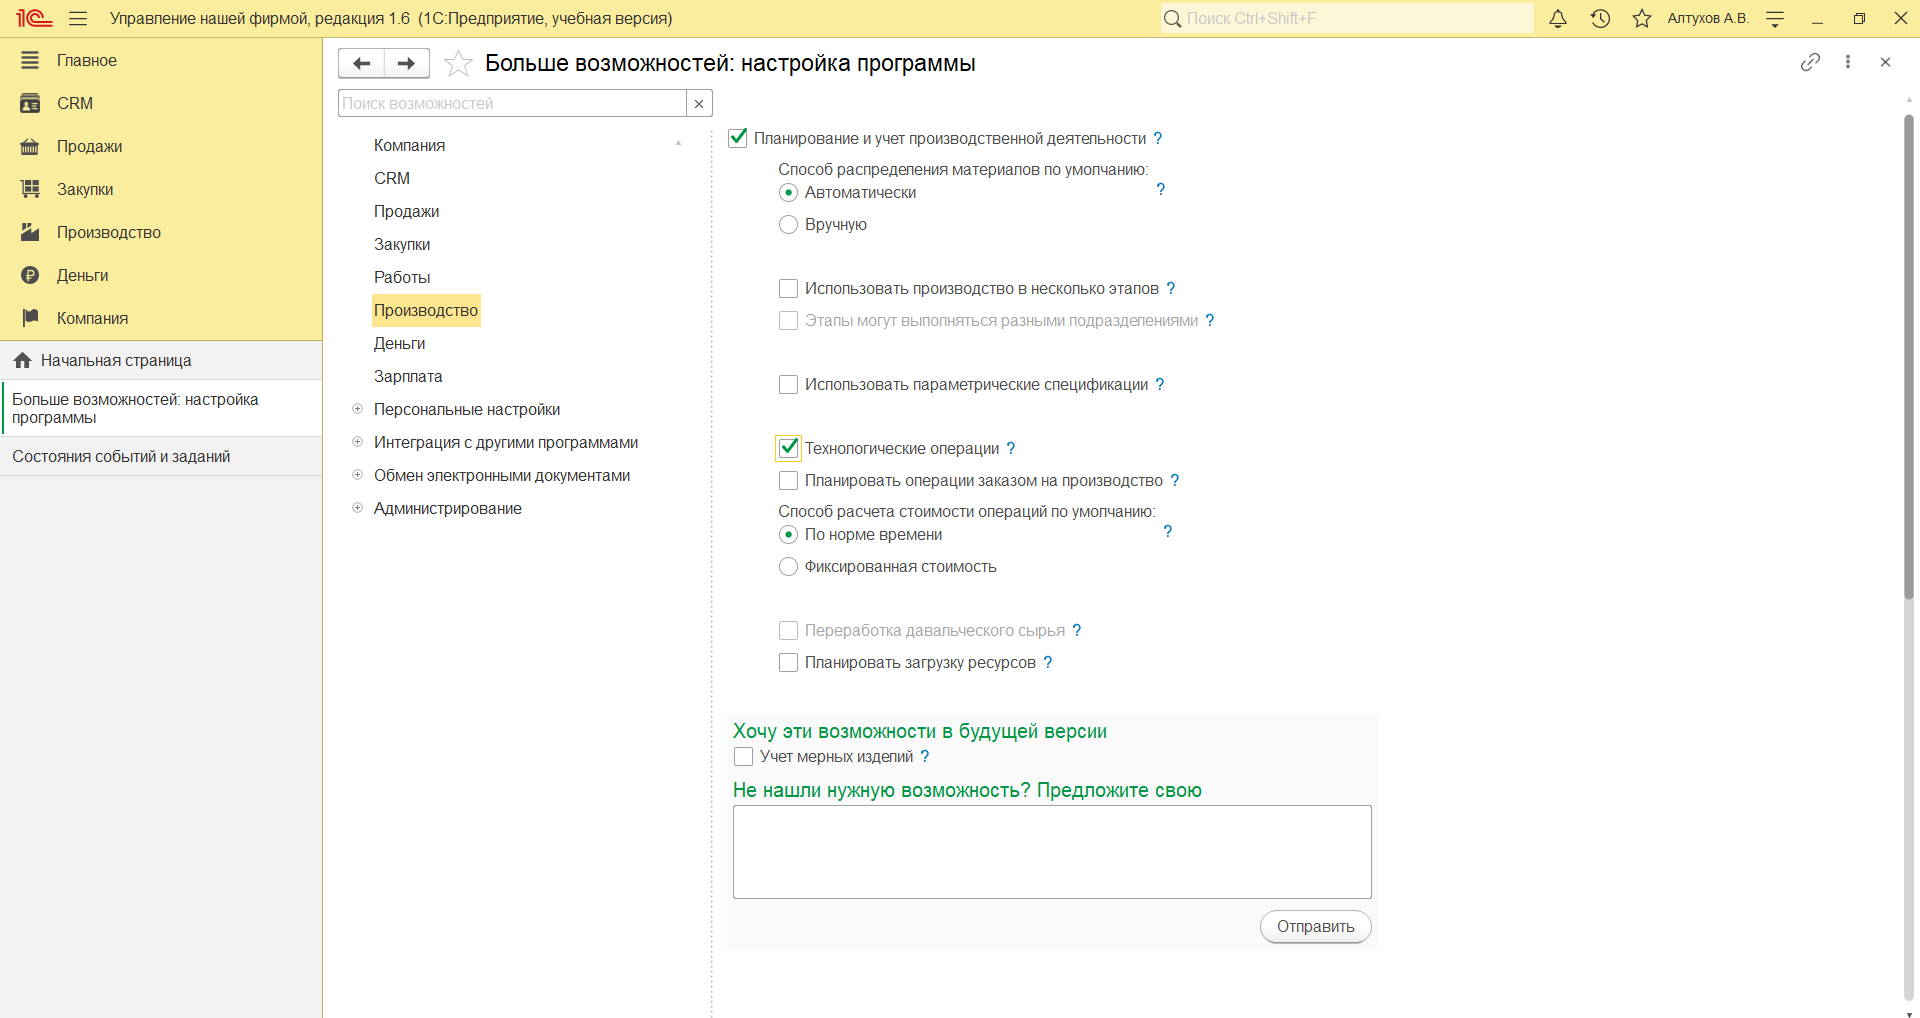 1С Управление нашей фирмой, редакция 1.6 (1С:Предприятие, учебная версия)
Поиск Ctrl+Shift+F
Алтухов А.В.
Главное
CRM
Продажи
Закупки
Производство
Деньги
Компания
Начальная страница
Больше возможностей: настройка
программы
Состояния событий и заданий
Больше возможностей: настройка программы
Поиск возможностей
Компания
CRM
Продажи
Закупки
Работы
Производство
Деньги
Зарплата
Персональные настройки
Интеграция с другими программами
Обмен электронными документами
Администрирование
Планирование и учет производственной деятельности ?
Способ распределения материалов по умолчанию:
Автоматически ?
Вручную
Использовать производство в несколько этапов ?
Этапы могут выполняться разными подразделениями ?
Использовать параметрические спецификации ?
Технологические операции ?
Планировать операции заказом на производство ?
Способ расчета стоимости операций по умолчанию:
По норме времени ?
Фиксированная стоимость
Переработка давальческого сырья ?
Планировать загрузку ресурсов ?
Хочу эти возможности в будущей версии
Учет мерных изделий ?
Не нашли нужную возможность? Предложите свою
Отправить